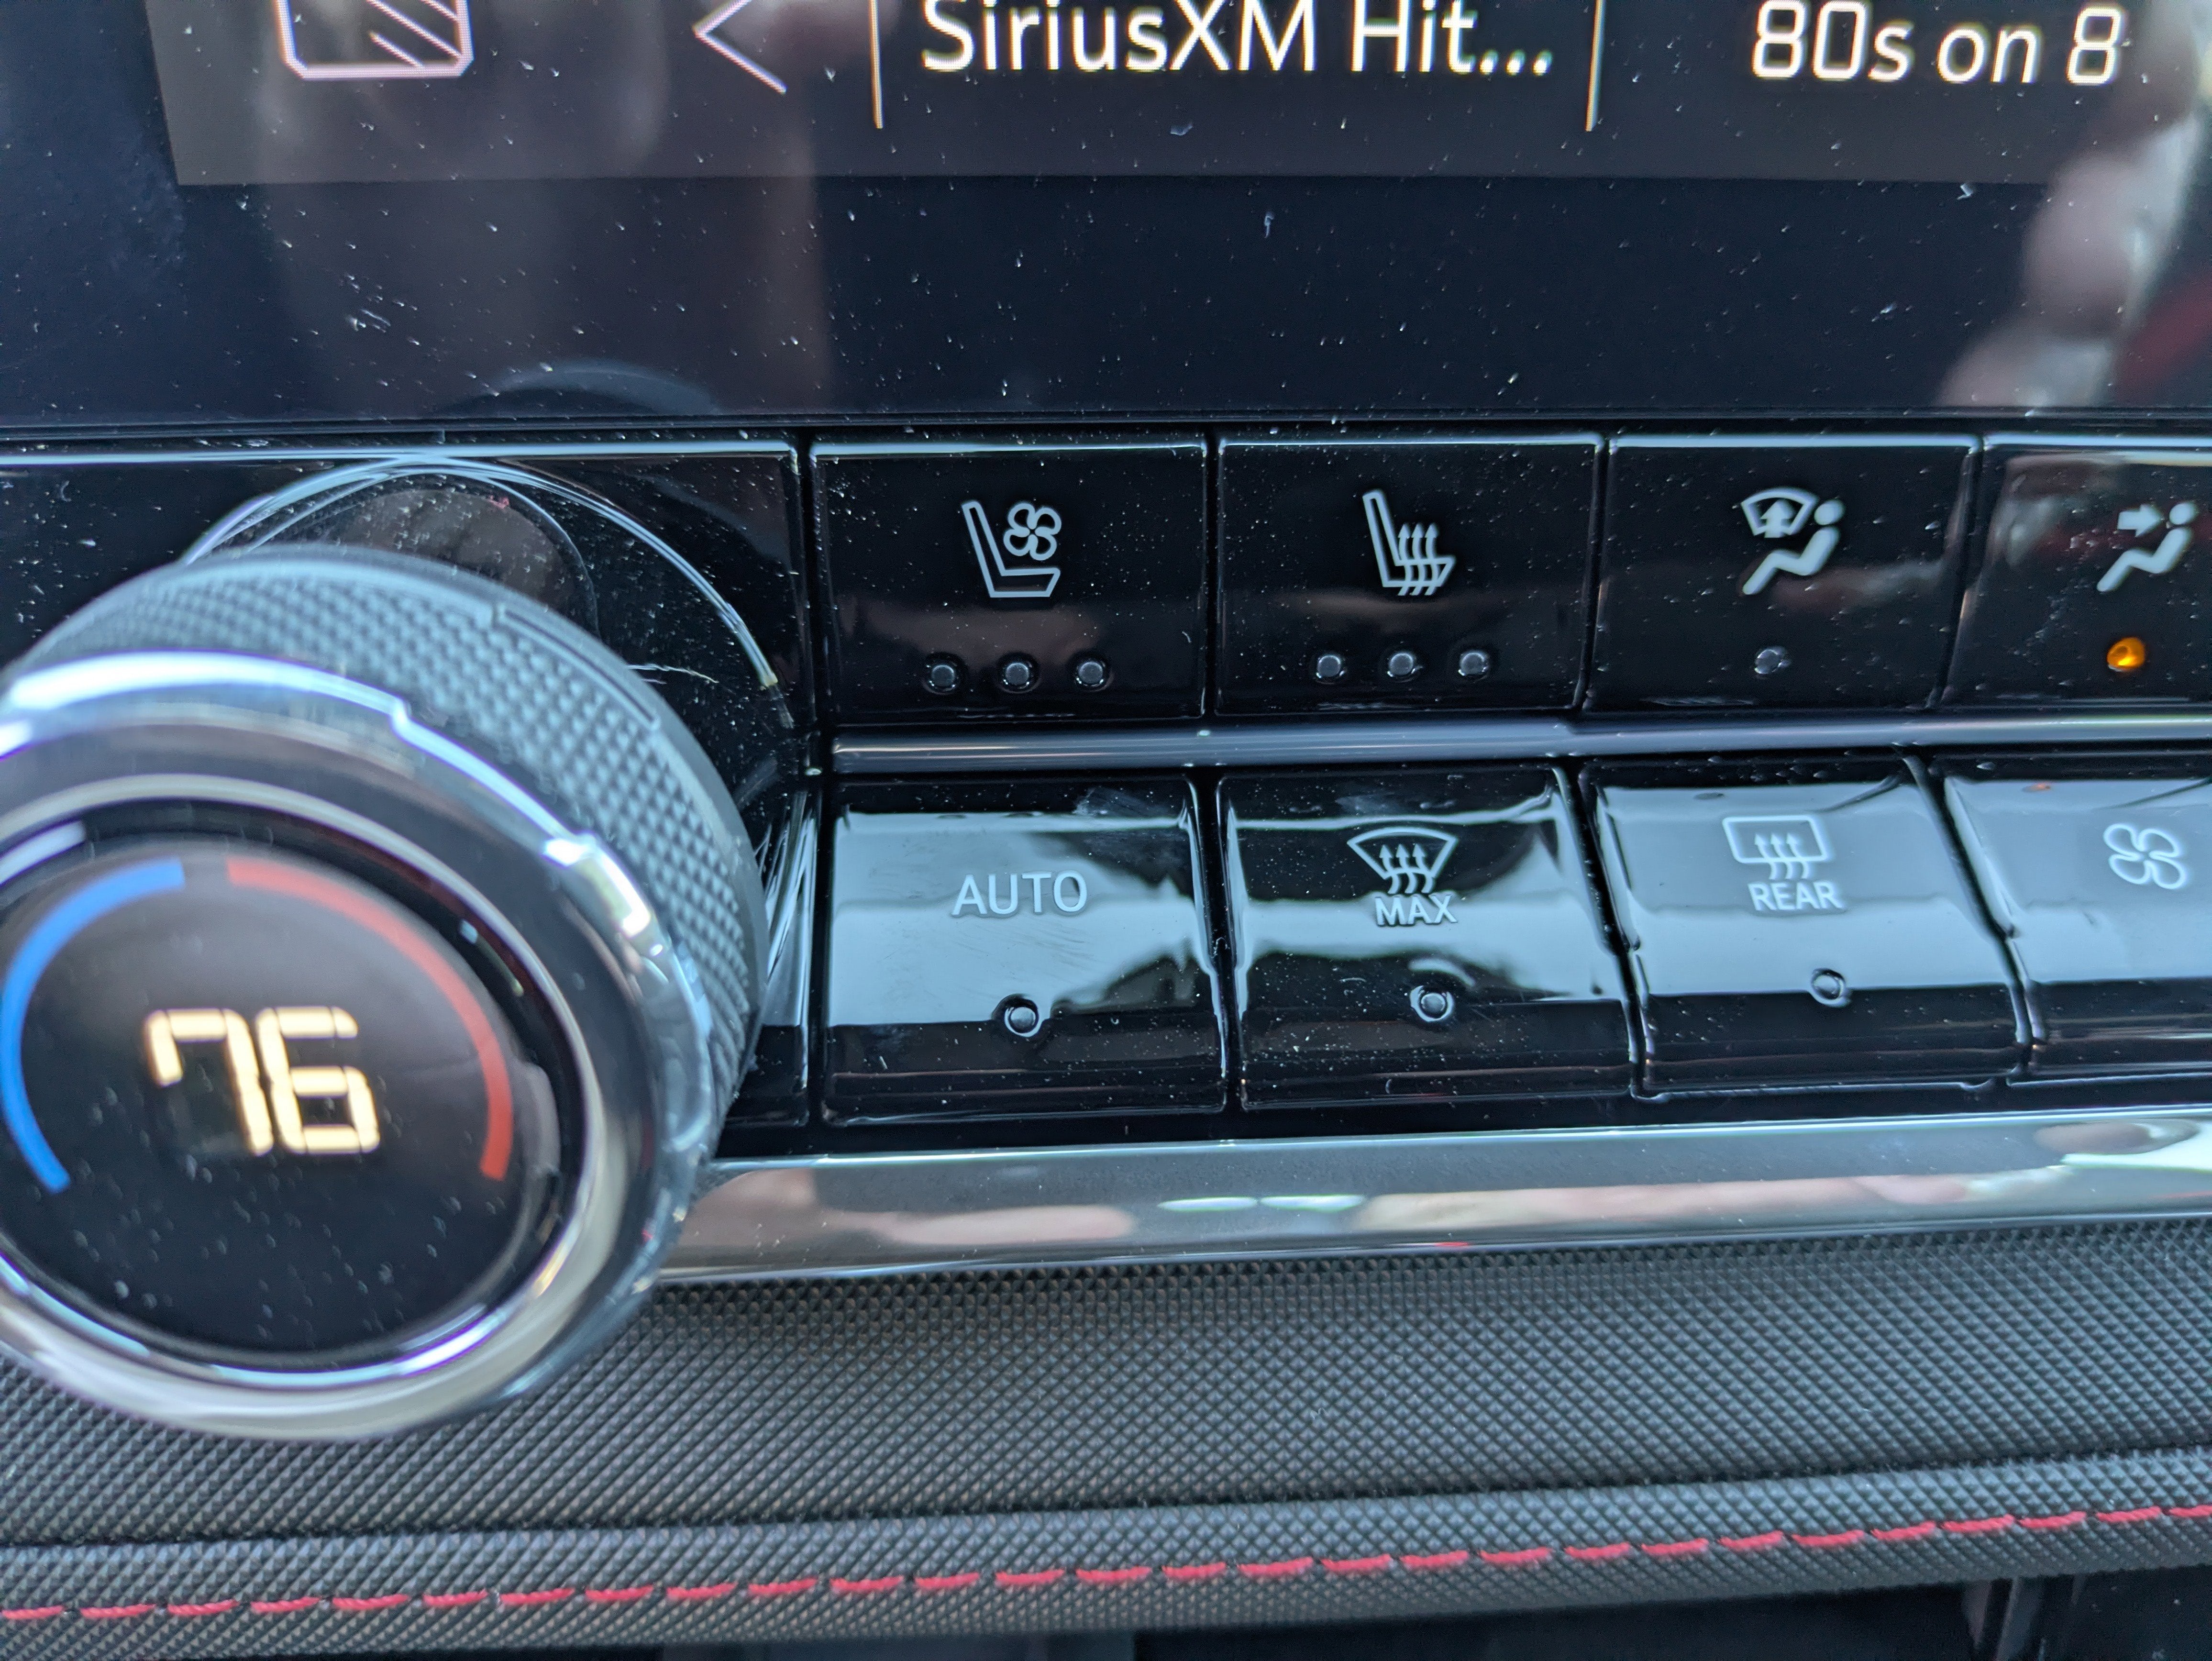 SiriusXM Hit...
80s on 8
AUTO
MAX
REAR
76